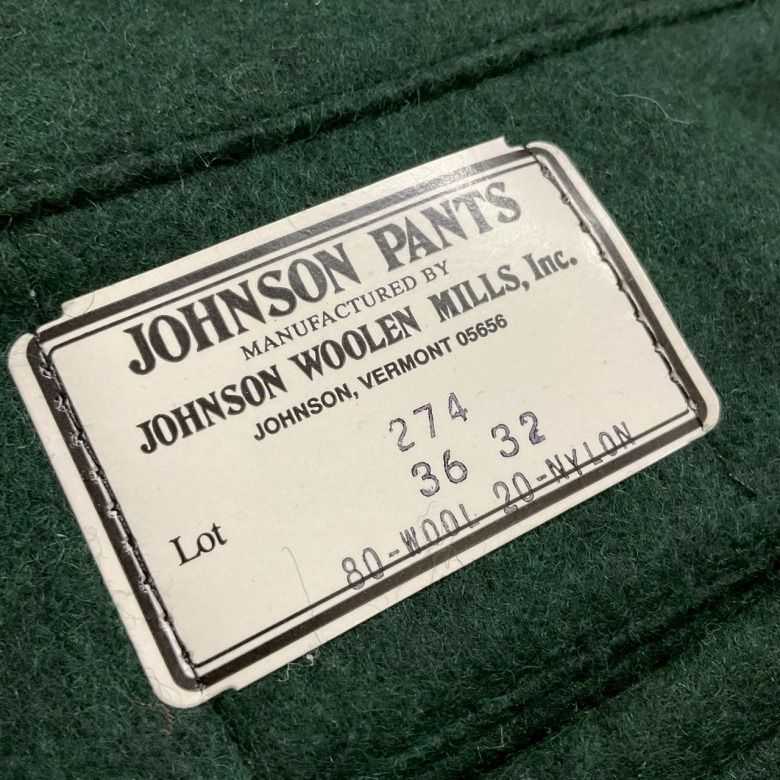 JOHNSON PANTS
MANUFACTURED BY
JOHNSON WOOLEN MILLS, Inc.
JOHNSON, VERMONT 05656
274
36 32
Lot
80-WOOL 20-NYLON